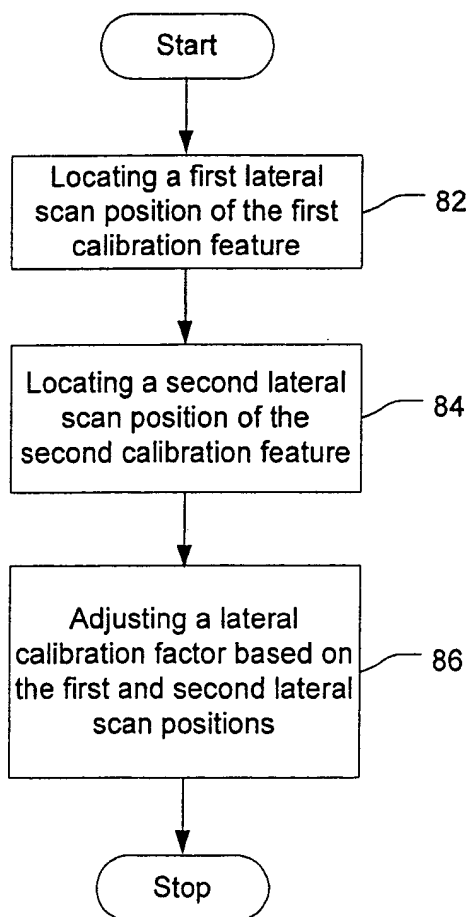 Start
Locating a first lateral
scan position of the first
calibration feature
82
Locating a second lateral
scan position of the
second calibration feature
84
Adjusting a lateral
calibration factor based on
the first and second lateral
scan positions
86
Stop